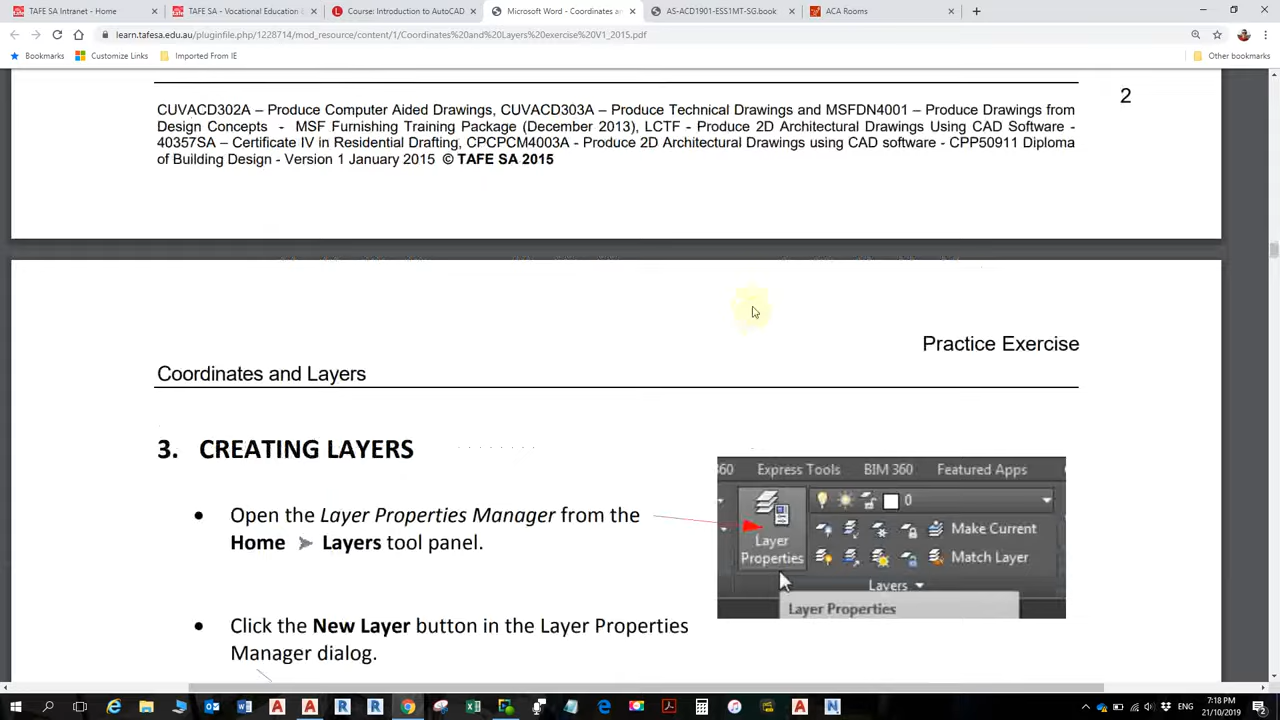 TAFE SA Intranet - Home
TAFE SA - Vocational Education &
Course: Introduction to AutoCAD
Microsoft Word - Coordinates an
AS-ACD1901-ESS1MT-SG.book
ACA Rooms
learn.tafesa.edu.au/pluginfile.php/1228714/mod_resource/content/1/Coordinates%20and%20Layers%20exercise%20V1_2015.pdf
Bookmarks
Customize Links
Imported From IE
Other bookmarks
2
CUVACD302A – Produce Computer Aided Drawings, CUVACD303A – Produce Technical Drawings and MSFDN4001 – Produce Drawings from
Design Concepts - MSF Furnishing Training Package (December 2013), LCTF - Produce 2D Architectural Drawings Using CAD Software -
40357SA – Certificate IV in Residential Drafting, CPCPCM4003A - Produce 2D Architectural Drawings using CAD software - CPP50911 Diploma
of Building Design - Version 1 January 2015 © TAFE SA 2015
Practice Exercise
Coordinates and Layers
3. CREATING LAYERS
• Open the Layer Properties Manager from the
Home ➤ Layers tool panel.
• Click the New Layer button in the Layer Properties
Manager dialog.
360 Express Tools BIM 360 Featured Apps
0
Layer
Properties
Make Current
Match Layer
Layers
Layer Properties
7:18 PM
21/10/2019